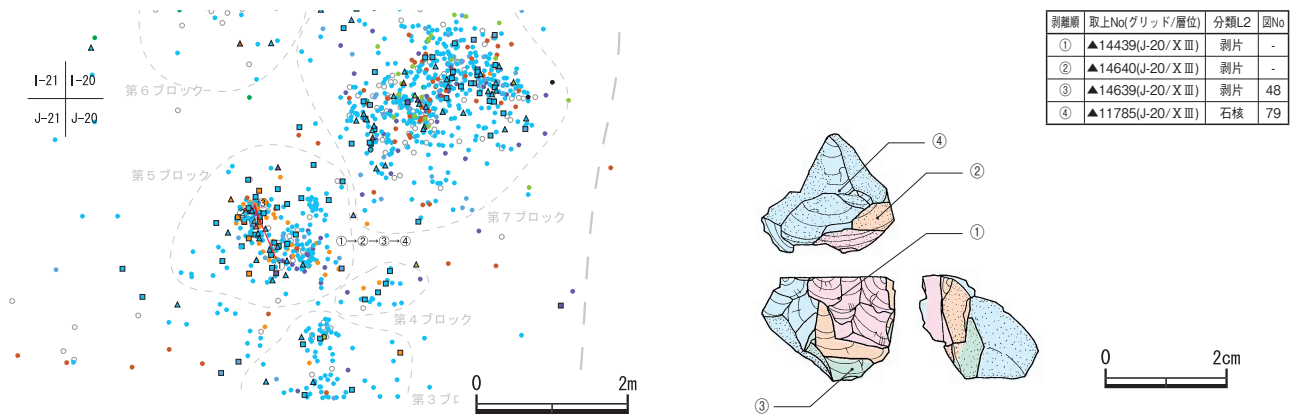 I-21 I-20
J-21 J-20
第6ブロック
第5ブロック
③
①→②→③→④
第7ブロック
第4ブロック
第3ブロ
0 2m
④
②
①
③
0 2cm
剥離順 取上No(グリッド/層位) 分類L2 図No
① ▲14439(J-20/ⅩⅢ) 剥片 -
② ▲14640(J-20/ⅩⅢ) 剥片 -
③ ▲14639(J-20/ⅩⅢ) 剥片 48
④ ▲11785(J-20/ⅩⅢ) 石核 79